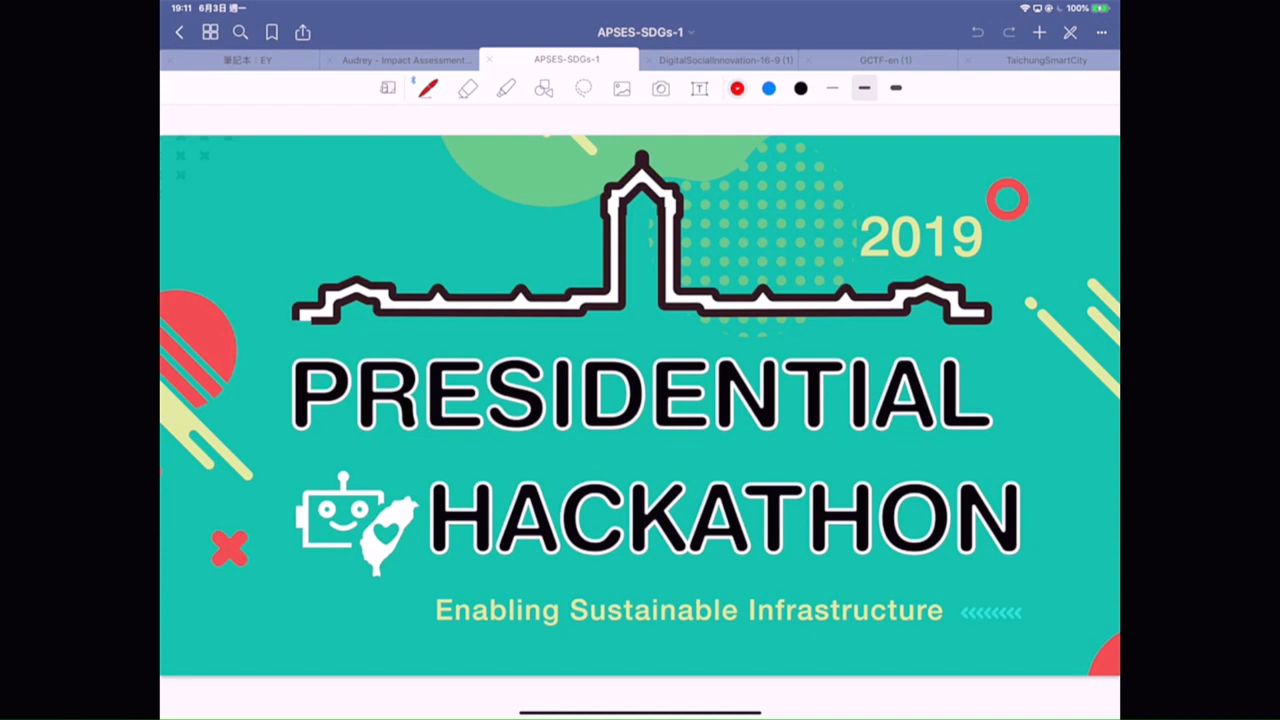 19:11 6月3日 週一
100%
APSES-SDGs-1
筆記本：EY
Audrey - Impact Assessment...
APSES-SDGs-1
DigitalSocialInnovation-16-9 (1)
GCTF-en (1)
TaichungSmartCity
T
2019
PRESIDENTIAL
HACKATHON
Enabling Sustainable Infrastructure